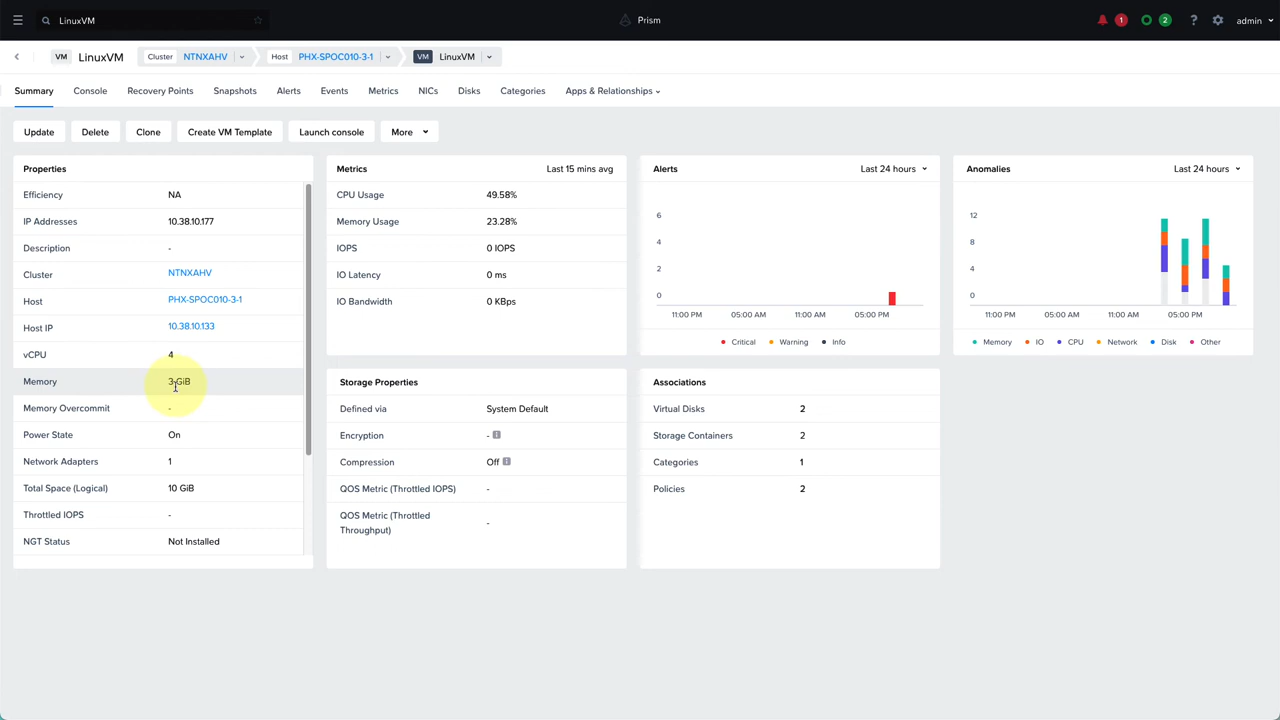 LinuxVM
Prism
1
2
?
admin
VM LinuxVM
Cluster NTNXAHV
Host PHX-SPOC010-3-1
VM LinuxVM
Summary Console Recovery Points Snapshots Alerts Events Metrics NICs Disks Categories Apps & Relationships
Update Delete Clone Create VM Template Launch console More
Properties
Efficiency NA
IP Addresses 10.38.10.177
Description -
Cluster NTNXAHV
Host PHX-SPOC010-3-1
Host IP 10.38.10.133
vCPU 4
Memory 3 GiB
Memory Overcommit -
Power State On
Network Adapters 1
Total Space (Logical) 10 GiB
Throttled IOPS -
NGT Status Not Installed
Metrics Last 15 mins avg
CPU Usage 49.58%
Memory Usage 23.28%
IOPS 0 IOPS
IO Latency 0 ms
IO Bandwidth 0 KBps
Alerts Last 24 hours
6
4
2
0
11:00 PM 05:00 AM 11:00 AM 05:00 PM
Critical Warning Info
Anomalies Last 24 hours
12
8
4
0
11:00 PM 05:00 AM 11:00 AM 05:00 PM
Memory IO CPU Network Disk Other
Storage Properties
Defined via System Default
Encryption -
Compression Off
QOS Metric (Throttled IOPS) -
QOS Metric (Throttled
Throughput) -
Associations
Virtual Disks 2
Storage Containers 2
Categories 1
Policies 2